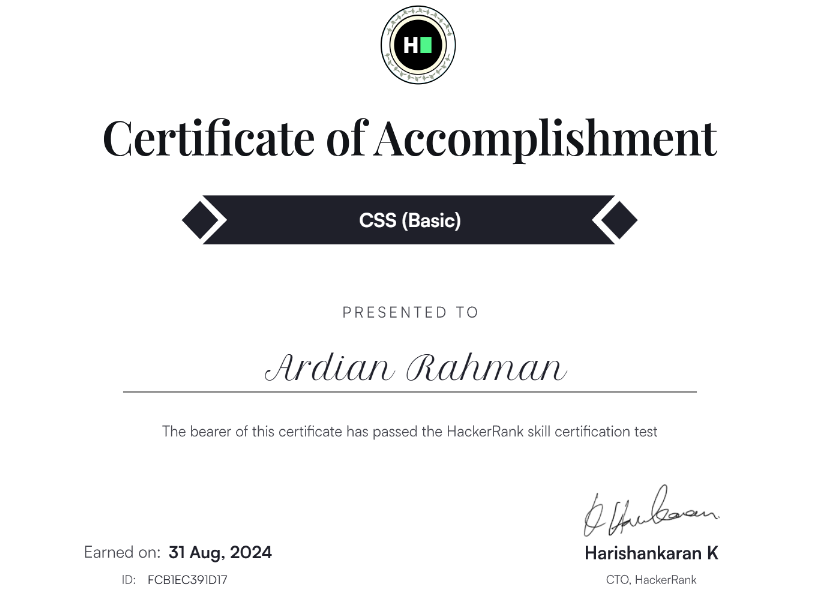 H
Certificate of Accomplishment
CSS (Basic)
PRESENTED TO
Ardian Rahman
The bearer of this certificate has passed the HackerRank skill certification test
Earned on: 31 Aug, 2024
ID: FCB1EC391D17
Harishankaran K
CTO, HackerRank